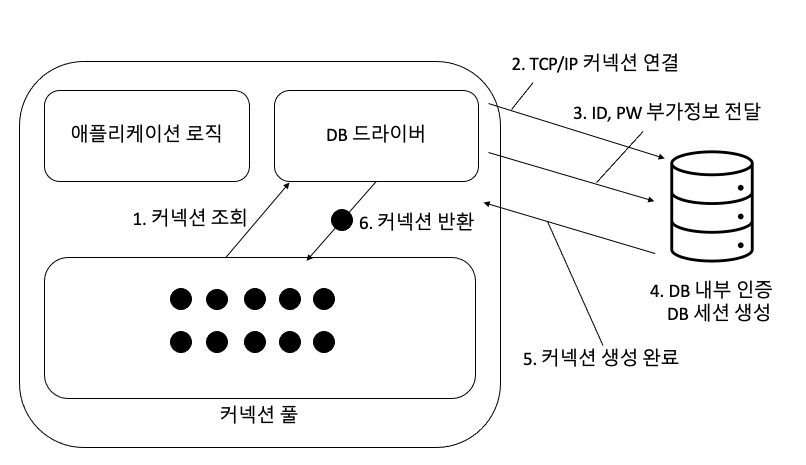 2. TCP/IP 커넥션 연결
3. ID, PW 부가정보 전달
애플리케이션 로직
DB 드라이버
1. 커넥션 조회
6. 커넥션 반환
4. DB 내부 인증
DB 세션 생성
5. 커넥션 생성 완료
커넥션 풀